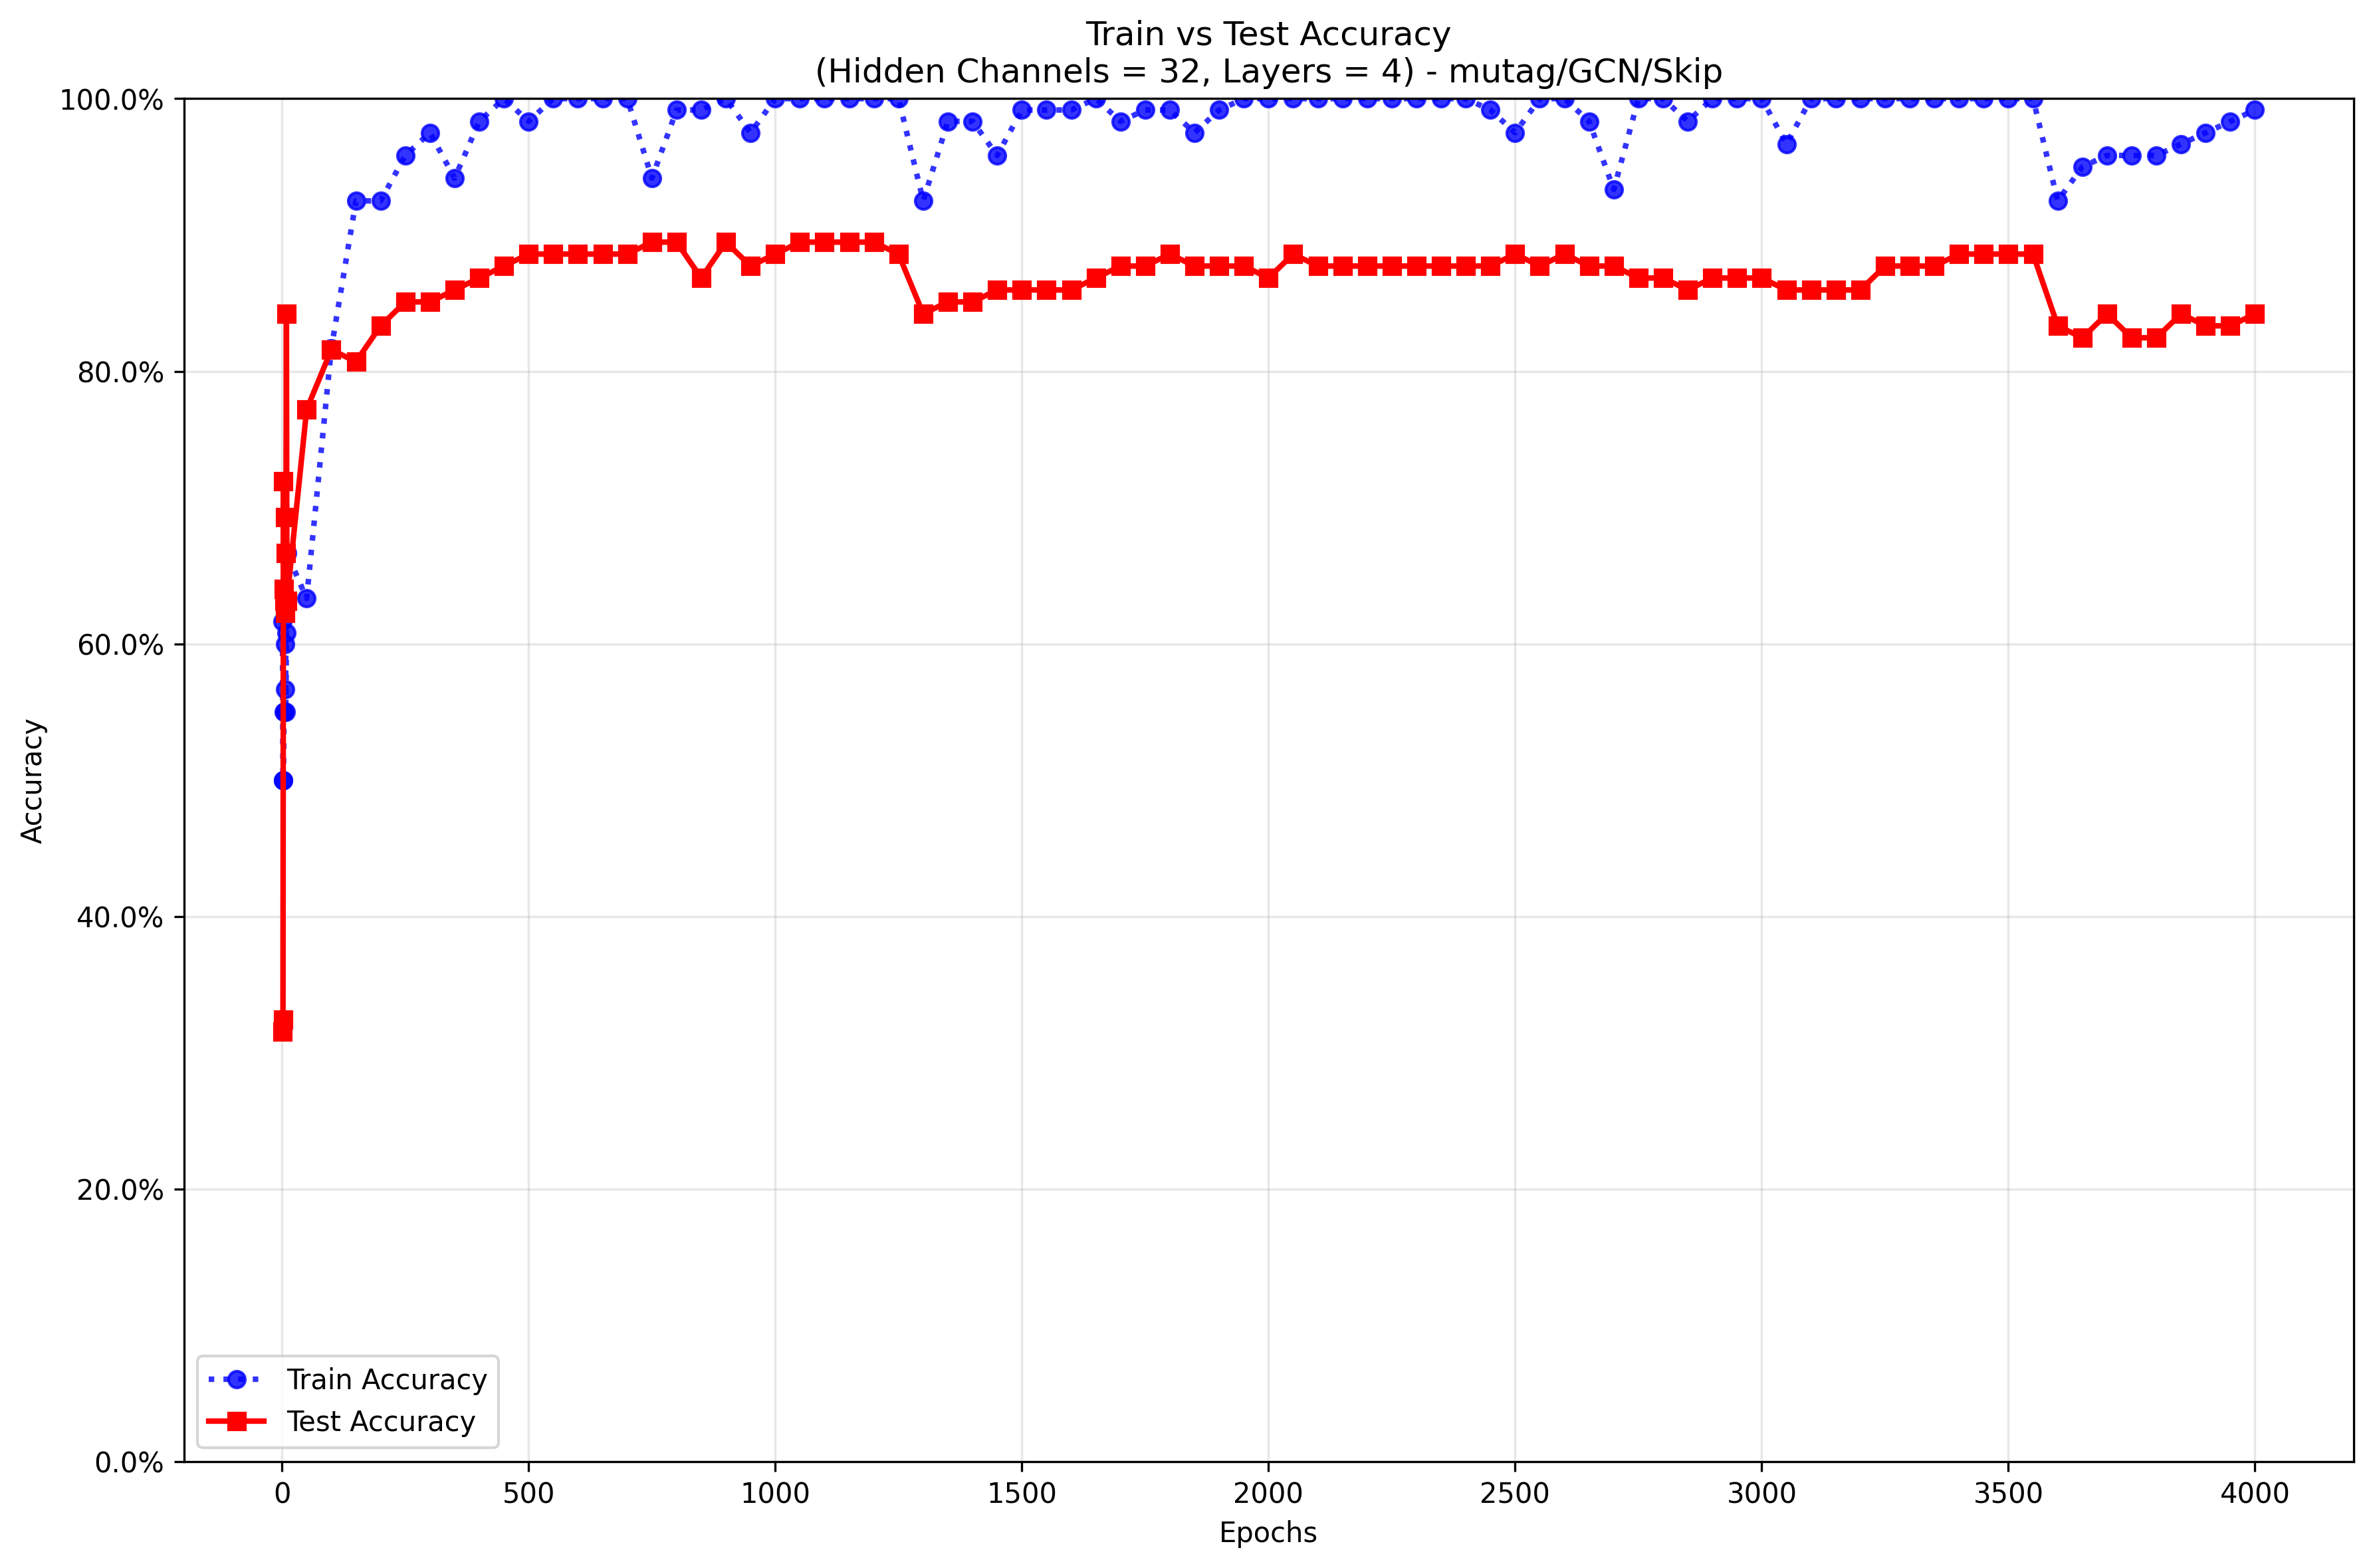 Train vs Test Accuracy
(Hidden Channels = 32, Layers = 4) - mutag/GCN/Skip
100.0%
80.0%
60.0%
40.0%
20.0%
0.0%
Accuracy
Train Accuracy
Test Accuracy
0 500 1000 1500 2000 2500 3000 3500 4000
Epochs